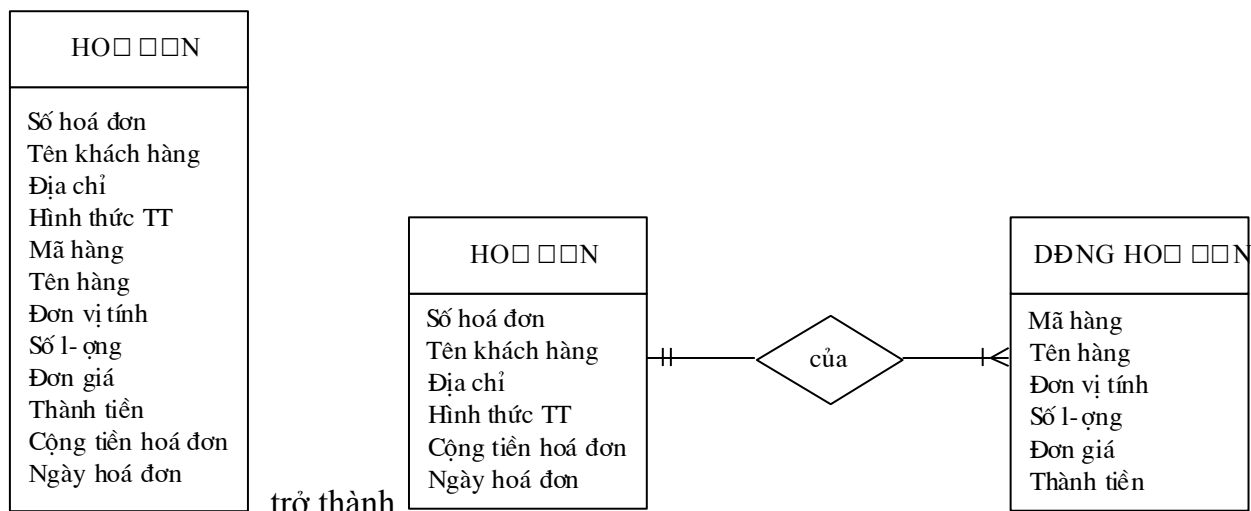 HO□ □□N
Số hoá đơn
Tên khách hàng
Địa chỉ
Hình thức TT
Mã hàng
Tên hàng
Đơn vị tính
Số l- ợng
Đơn giá
Thành tiền
Cộng tiền hoá đơn
Ngày hoá đơn
trở thành
HO□ □□N
Số hoá đơn
Tên khách hàng
Địa chỉ
Hình thức TT
Cộng tiền hoá đơn
Ngày hoá đơn
của
DĐNG HO□ □□N
Mã hàng
Tên hàng
Đơn vị tính
Số l- ợng
Đơn giá
Thành tiền